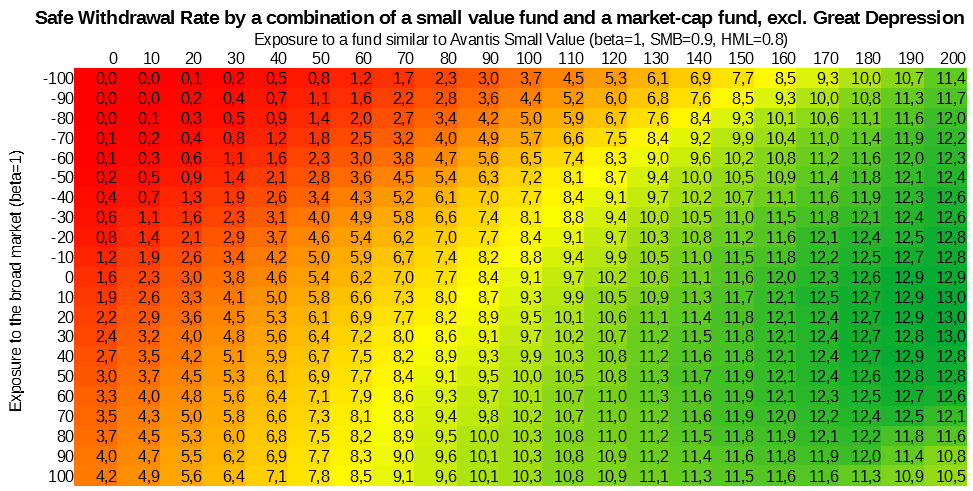 Safe Withdrawal Rate by a combination of a small value fund and a market-cap fund, excl. Great Depression
Exposure to a fund similar to Avantis Small Value (beta=1, SMB=0.9, HML=0.8)
0 10 20 30 40 50 60 70 80 90 100 110 120 130 140 150 160 170 180 190 200
Exposure to the broad market (beta=1)
-100 0,0 0,0 0,1 0,2 0,5 0,8 1,2 1,7 2,3 3,0 3,7 4,5 5,3 6,1 6,9 7,7 8,5 9,3 10,0 10,7 11,4
-90 0,0 0,0 0,2 0,4 0,7 1,1 1,6 2,2 2,8 3,6 4,4 5,2 6,0 6,8 7,6 8,5 9,3 10,0 10,8 11,3 11,7
-80 0,0 0,1 0,3 0,5 0,9 1,4 2,0 2,7 3,4 4,2 5,0 5,9 6,7 7,6 8,4 9,3 10,1 10,6 11,1 11,6 12,0
-70 0,1 0,2 0,4 0,8 1,2 1,8 2,5 3,2 4,0 4,9 5,7 6,6 7,5 8,4 9,2 9,9 10,4 11,0 11,4 11,9 12,2
-60 0,1 0,3 0,6 1,1 1,6 2,3 3,0 3,8 4,7 5,6 6,5 7,4 8,3 9,0 9,6 10,2 10,8 11,2 11,6 12,0 12,3
-50 0,2 0,5 0,9 1,4 2,1 2,8 3,6 4,5 5,4 6,3 7,2 8,1 8,7 9,4 10,0 10,5 10,9 11,4 11,8 12,1 12,4
-40 0,4 0,7 1,3 1,9 2,6 3,4 4,3 5,2 6,1 7,0 7,7 8,4 9,1 9,7 10,2 10,7 11,1 11,6 11,9 12,3 12,6
-30 0,6 1,1 1,6 2,3 3,1 4,0 4,9 5,8 6,6 7,4 8,1 8,8 9,4 10,0 10,5 11,0 11,5 11,8 12,1 12,4 12,6
-20 0,8 1,4 2,1 2,9 3,7 4,6 5,4 6,2 7,0 7,7 8,4 9,1 9,7 10,3 10,8 11,2 11,6 12,1 12,4 12,5 12,8
-10 1,2 1,9 2,6 3,4 4,2 5,0 5,9 6,7 7,4 8,2 8,8 9,4 9,9 10,5 11,0 11,5 11,8 12,2 12,5 12,7 12,8
0 1,6 2,3 3,0 3,8 4,6 5,4 6,2 7,0 7,7 8,4 9,1 9,7 10,2 10,6 11,1 11,6 12,0 12,3 12,6 12,9 12,9
10 1,9 2,6 3,3 4,1 5,0 5,8 6,6 7,3 8,0 8,7 9,3 9,9 10,5 10,9 11,3 11,7 12,1 12,5 12,7 12,9 13,0
20 2,2 2,9 3,6 4,5 5,3 6,1 6,9 7,7 8,2 8,9 9,5 10,1 10,6 11,1 11,4 11,8 12,1 12,4 12,7 12,9 13,0
30 2,4 3,2 4,0 4,8 5,6 6,4 7,2 8,0 8,6 9,1 9,7 10,2 10,7 11,2 11,5 11,8 12,1 12,4 12,7 12,8 13,0
40 2,7 3,5 4,2 5,1 5,9 6,7 7,5 8,2 8,9 9,3 9,9 10,3 10,8 11,2 11,6 11,8 12,1 12,4 12,7 12,9 12,8
50 3,0 3,7 4,5 5,3 6,1 6,9 7,7 8,4 9,1 9,5 10,0 10,5 10,8 11,3 11,7 11,9 12,1 12,4 12,6 12,8 12,8
60 3,3 4,0 4,8 5,6 6,4 7,1 7,9 8,6 9,3 9,7 10,1 10,7 11,0 11,2 11,6 11,9 12,1 12,3 12,5 12,7 12,6
70 3,5 4,3 5,0 5,8 6,6 7,3 8,1 8,8 9,4 9,8 10,2 10,7 11,0 11,2 11,6 11,9 12,0 12,2 12,4 12,5 12,1
80 3,7 4,5 5,3 6,0 6,8 7,5 8,2 8,9 9,5 10,0 10,3 10,8 11,0 11,2 11,5 11,8 11,9 12,1 12,2 11,8 11,6
90 4,0 4,7 5,5 6,2 6,9 7,7 8,3 9,0 9,6 10,1 10,3 10,8 10,9 11,2 11,4 11,6 11,8 11,9 12,0 11,4 10,8
100 4,2 4,9 5,6 6,4 7,1 7,8 8,5 9,1 9,6 10,1 10,3 10,8 10,9 11,2 11,3 11,5 11,6 11,6 11,3 10,9 10,5